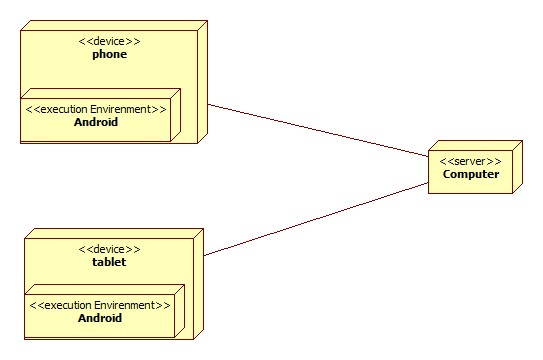 <<device>>
phone
<<execution Envirenment>>
Android
<<server>>
Computer
<<device>>
tablet
<<execution Envirenment>>
Android